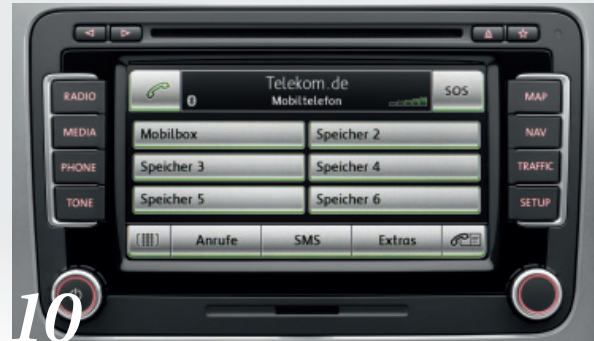 RADIO
MEDIA
PHONE
TONE
Telekom.de
Mobiltelefon
SOS
Mobilbox
Speicher 2
Speicher 3
Speicher 4
Speicher 5
Speicher 6
Anrufe
SMS
Extras
MAP
NAV
TRAFFIC
SETUP
10